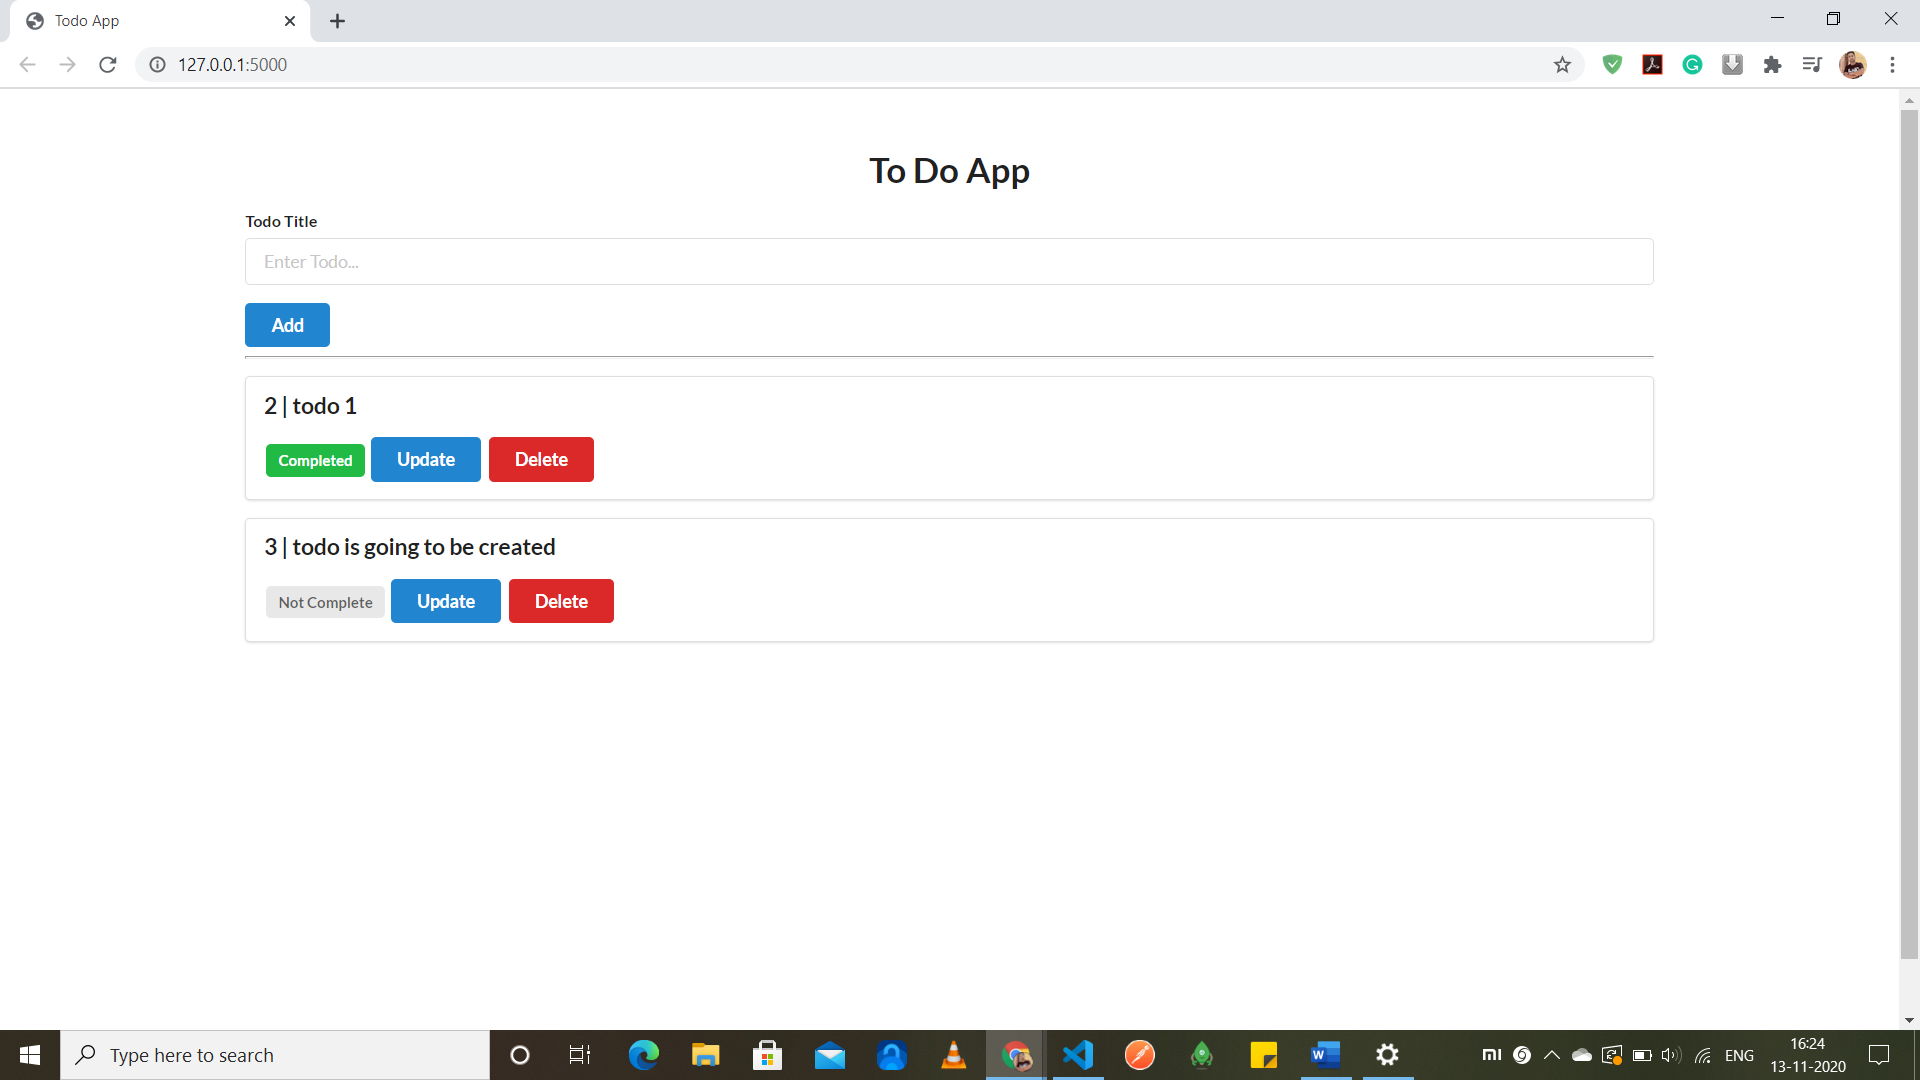 Todo App
127.0.0.1:5000
To Do App
Todo Title
Enter Todo...
Add
2 | todo 1
Completed Update Delete
3 | todo is going to be created
Not Complete Update Delete
Type here to search
W
mi
ENG
16:24
13-11-2020